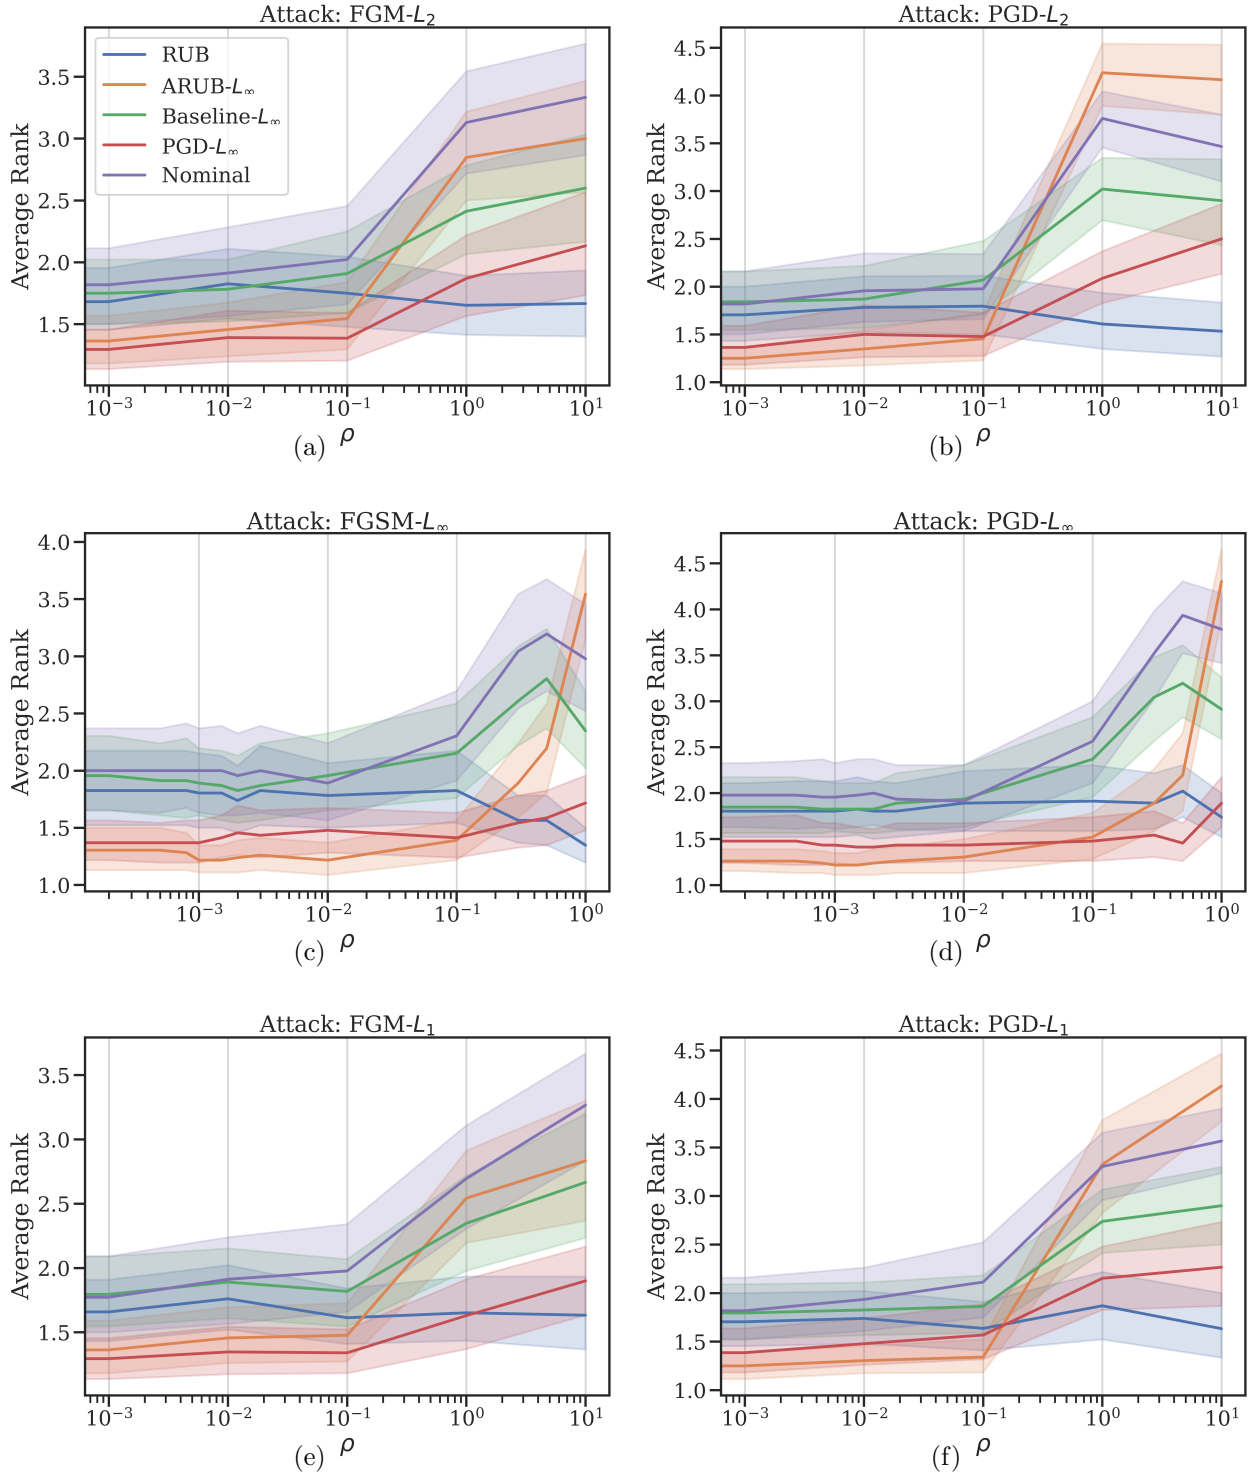 Attack: FGM-L₂
Average Rank
3.5
3.0
2.5
2.0
1.5
RUB
ARUB-L∞
Baseline-L∞
PGD-L∞
Nominal
10⁻³ 10⁻² 10⁻¹ 10⁰ 10¹
(a) ρ
Attack: PGD-L₂
Average Rank
4.5
4.0
3.5
3.0
2.5
2.0
1.5
1.0
10⁻³ 10⁻² 10⁻¹ 10⁰ 10¹
(b) ρ
Attack: FGSM-L∞
Average Rank
4.0
3.5
3.0
2.5
2.0
1.5
1.0
10⁻³ 10⁻² 10⁻¹ 10⁰
(c) ρ
Attack: PGD-L∞
Average Rank
4.5
4.0
3.5
3.0
2.5
2.0
1.5
1.0
10⁻³ 10⁻² 10⁻¹ 10⁰
(d) ρ
Attack: FGM-L₁
Average Rank
3.5
3.0
2.5
2.0
1.5
10⁻³ 10⁻² 10⁻¹ 10⁰ 10¹
(e) ρ
Attack: PGD-L₁
Average Rank
4.5
4.0
3.5
3.0
2.5
2.0
1.5
1.0
10⁻³ 10⁻² 10⁻¹ 10⁰ 10¹
(f) ρ